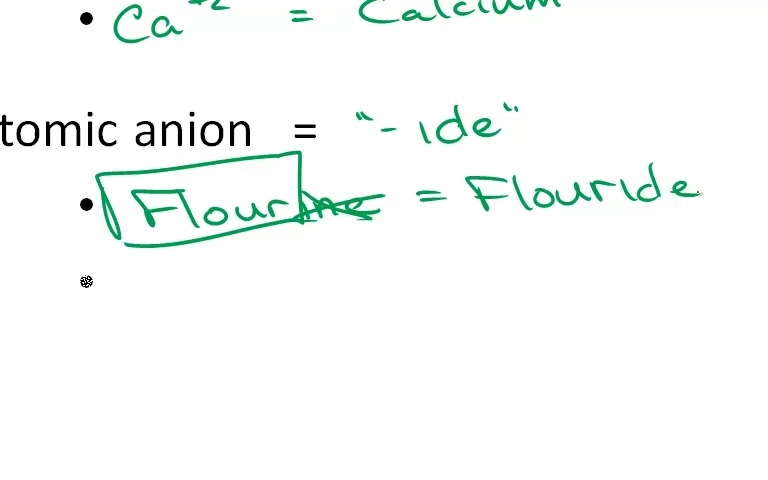 • Ca +2 = Calcium
tomic anion = "-ide"
• Flourine = Flouride
•